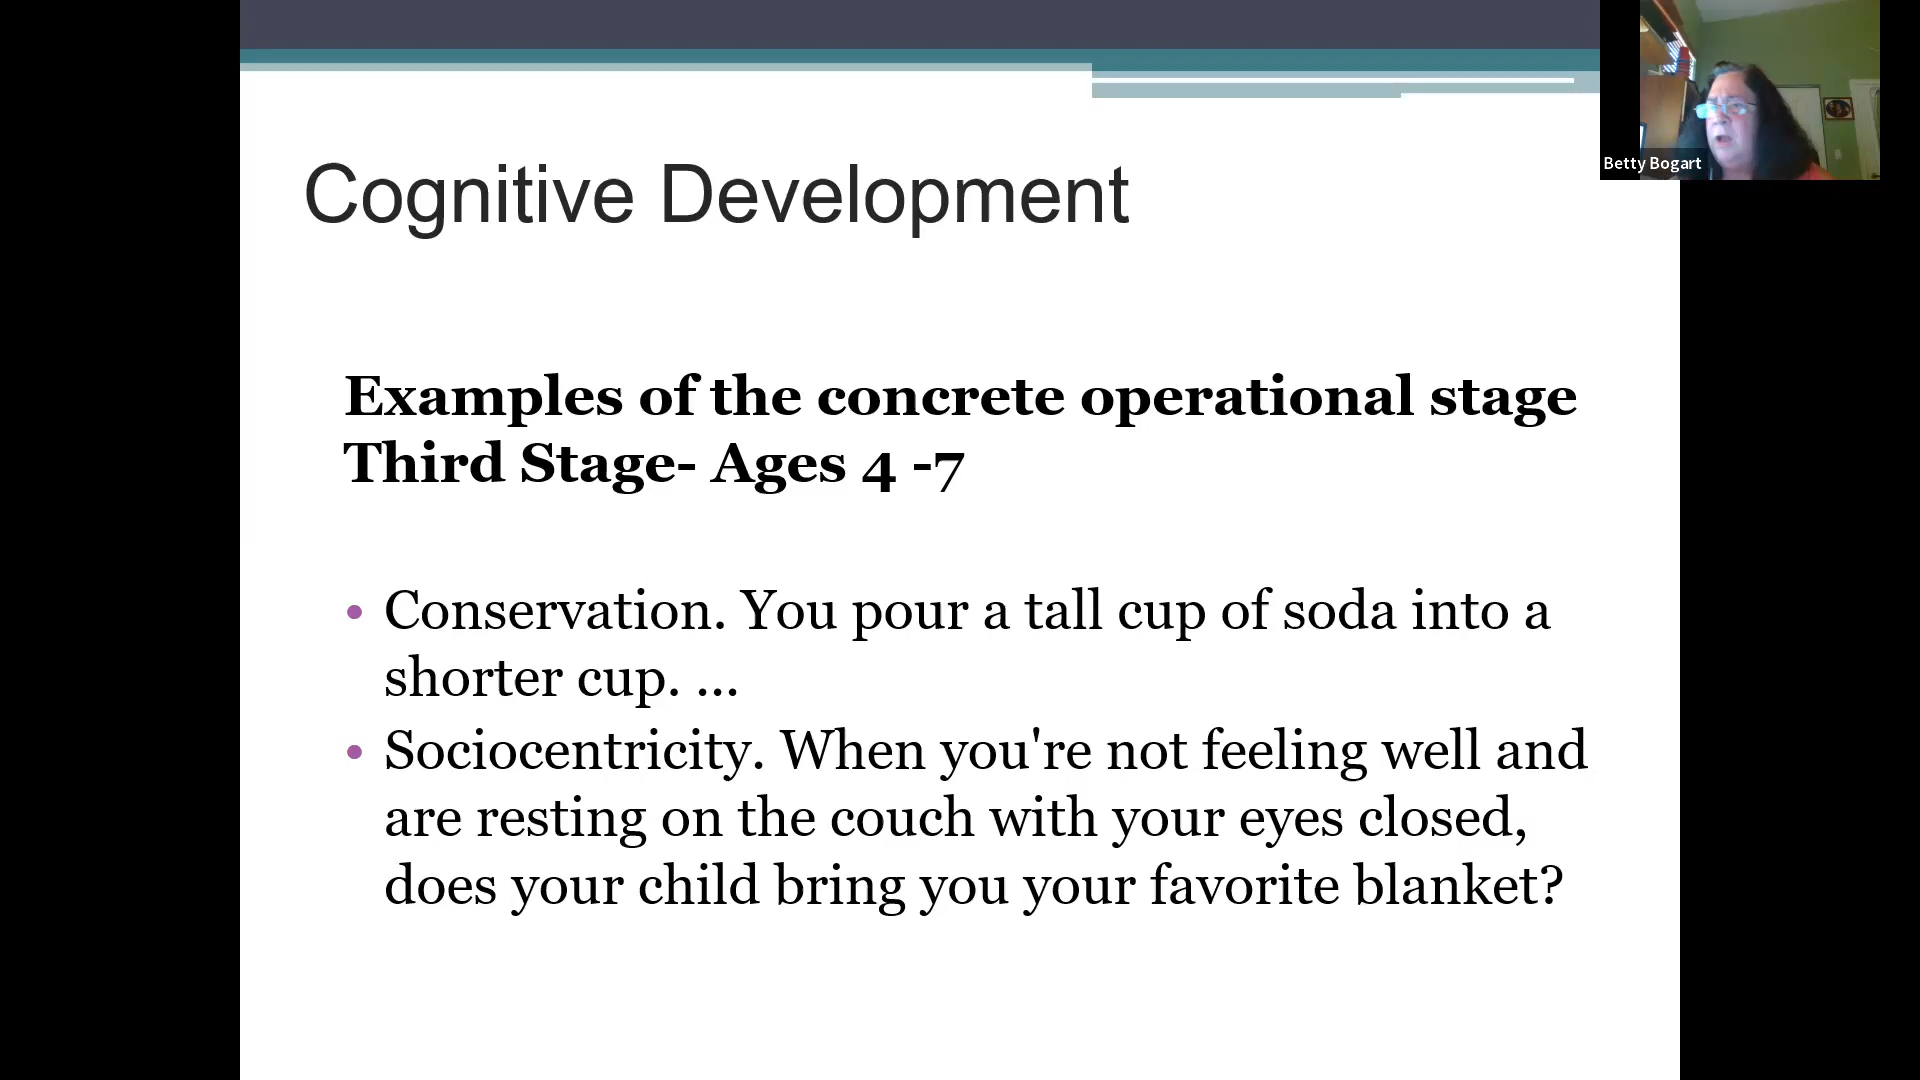 Betty Bogart
Cognitive Development
Examples of the concrete operational stage
Third Stage- Ages 4 -7
• Conservation. You pour a tall cup of soda into a
shorter cup. ...
• Sociocentricity. When you're not feeling well and
are resting on the couch with your eyes closed,
does your child bring you your favorite blanket?